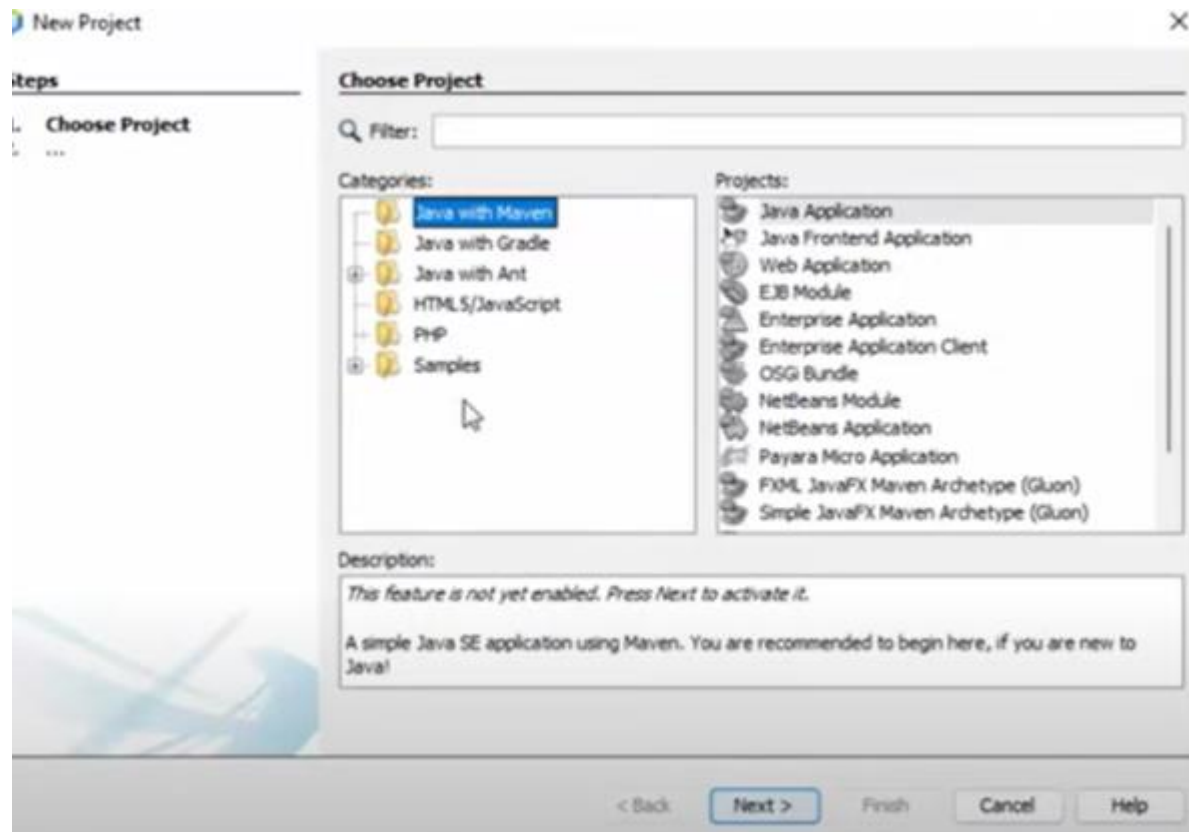 New Project
Steps
Choose Project
1. Choose Project
2. ...
Filter:
Categories:
Java with Maven
Java with Gradle
Java with Ant
HTML5/JavaScript
PHP
Samples
Projects:
Java Application
Java Frontend Application
Web Application
EJB Module
Enterprise Application
Enterprise Application Client
OSGi Bundle
NetBeans Module
NetBeans Application
Payara Micro Application
FXML JavaFX Maven Archetype (Gluon)
Simple JavaFX Maven Archetype (Gluon)
Description:
This feature is not yet enabled. Press Next to activate it.
A simple Java SE application using Maven. You are recommended to begin here, if you are new to
Java!
< Back
Next >
Finish
Cancel
Help